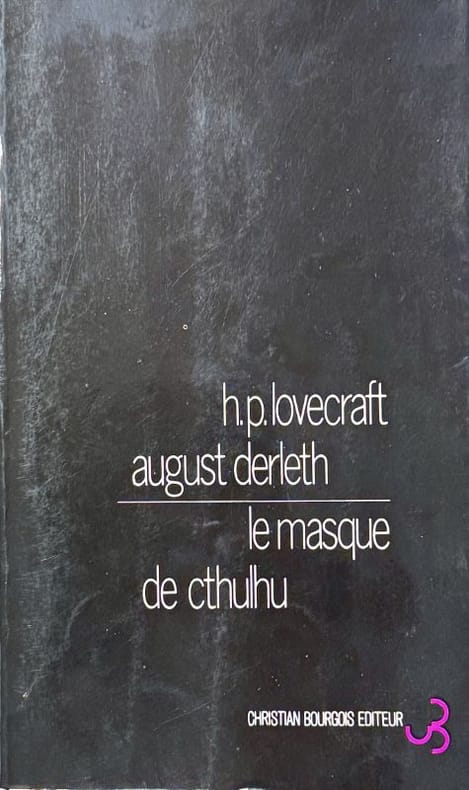 h.p. lovecraft
august derleth
le masque
de cthulhu
CHRISTIAN BOURGOIS EDITEUR